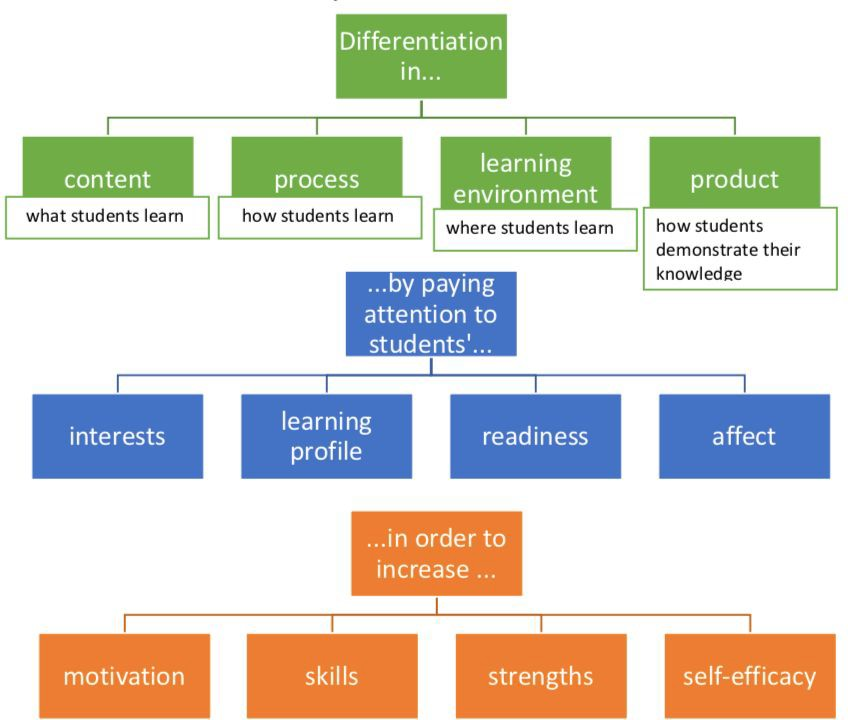 Differentiation
in...
content
process
learning
environment
product
what students learn
how students learn
where students learn
how students
demonstrate their
knowledge
...by paying
attention to
students'...
interests
learning
profile
readiness
affect
...in order to
increase ...
motivation
skills
strengths
self-efficacy